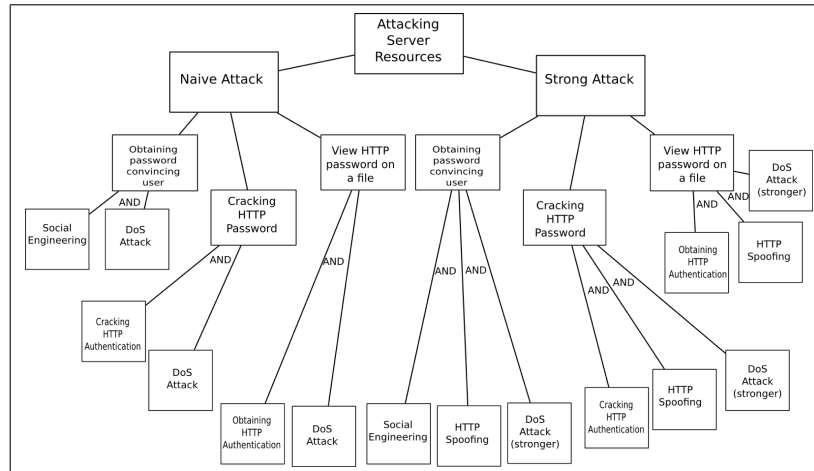 Attacking
Server
Resources
Naive Attack
Strong Attack
Obtaining
password
convincing
user
View HTTP
password on
a file
Obtaining
password
convincing
user
View HTTP
password on
a file
DoS
Attack
(stronger)
AND
Cracking
HTTP
Password
Cracking
HTTP
Password
AND
AND
Social
Engineering
DoS
Attack
Obtaining
HTTP
Authentication
HTTP
Spoofing
AND
AND
AND
AND
AND
AND
Cracking
HTTP
Authentication
DoS
Attack
DoS
Attack
(stronger)
HTTP
Spoofing
Obtaining
HTTP
Authentication
DoS
Attack
Social
Engineering
HTTP
Spoofing
DoS
Attack
(stronger)
Cracking
HTTP
Authentication